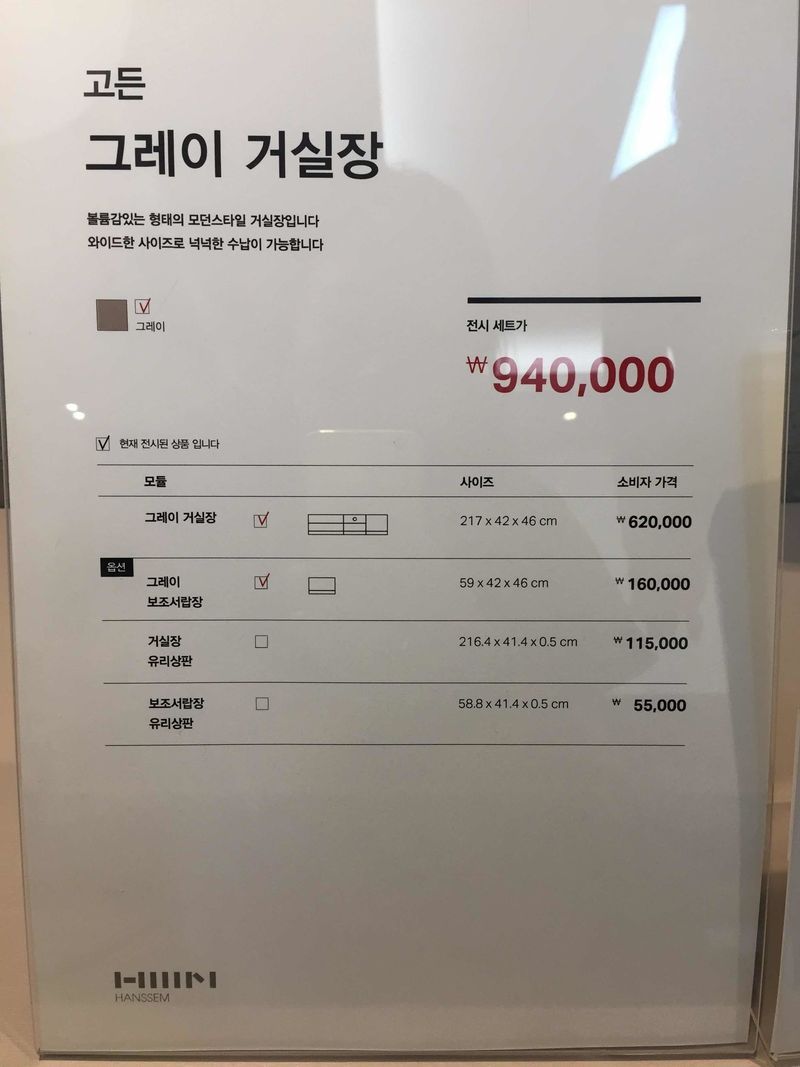 고든
그레이 거실장
볼륨감있는 형태의 모던스타일 거실장입니다
와이드한 사이즈로 넉넉한 수납이 가능합니다
그레이
전시 세트가
₩940,000
현재 전시된 상품 입니다
모듈 사이즈 소비자 가격
그레이 거실장 217 x 42 x 46 cm ₩620,000
옵션
그레이 59 x 42 x 46 cm ₩160,000
보조서랍장
거실장 216.4 x 41.4 x 0.5 cm ₩115,000
유리상판
보조서랍장 58.8 x 41.4 x 0.5 cm ₩ 55,000
유리상판
HANSSEM